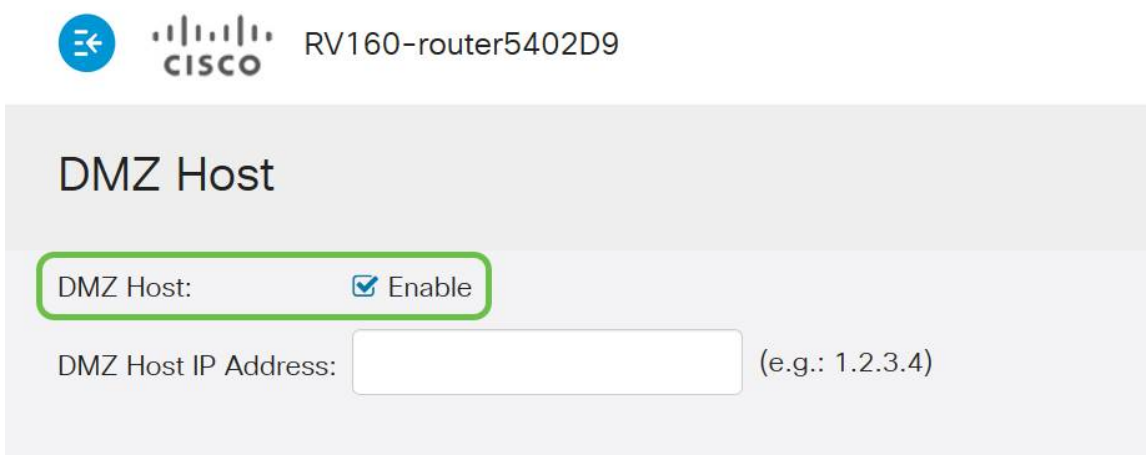 CISCO RV160-router5402D9
DMZ Host
DMZ Host: Enable
DMZ Host IP Address: (e.g.: 1.2.3.4)